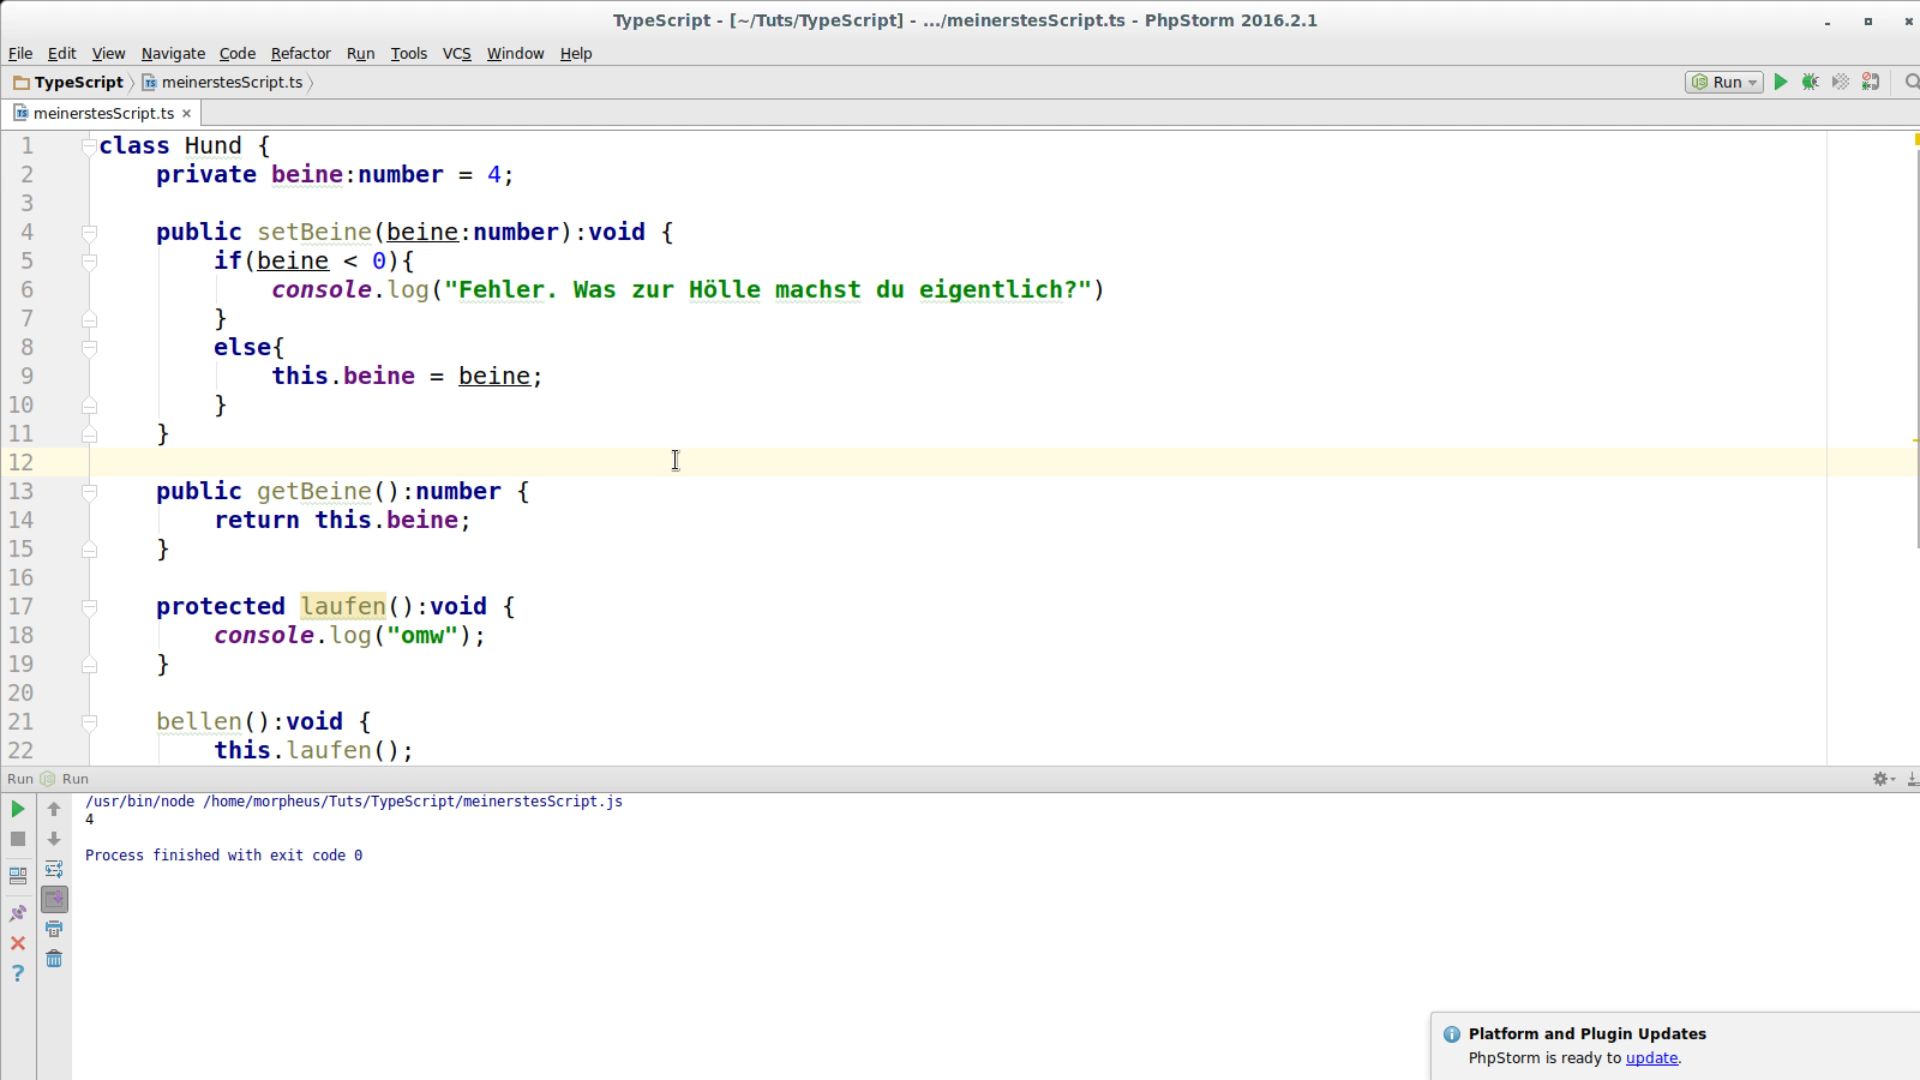 TypeScript - [~/Tuts/TypeScript] - .../meinerstesScript.ts - PhpStorm 2016.2.1
File Edit View Navigate Code Refactor Run Tools VCS Window Help
TypeScript meinerstesScript.ts Run
meinerstesScript.ts
1 class Hund {
2 private beine:number = 4;
3
4 public setBeine(beine:number):void {
5 if(beine < 0){
6 console.log("Fehler. Was zur Hölle machst du eigentlich?")
7 }
8 else{
9 this.beine = beine;
10 }
11 }
12
13 public getBeine():number {
14 return this.beine;
15 }
16
17 protected laufen():void {
18 console.log("omw");
19 }
20
21 bellen():void {
22 this.laufen();
Run Run
/usr/bin/node /home/morpheus/Tuts/TypeScript/meinerstesScript.js
4
Process finished with exit code 0
Platform and Plugin Updates
PhpStorm is ready to update.